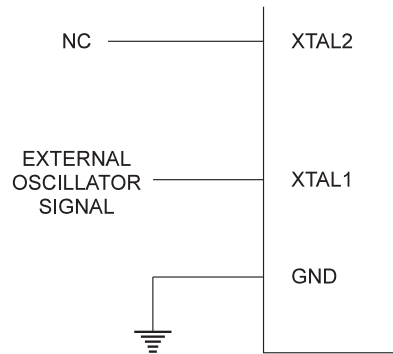 NC
XTAL2
EXTERNAL
OSCILLATOR
SIGNAL
XTAL1
GND